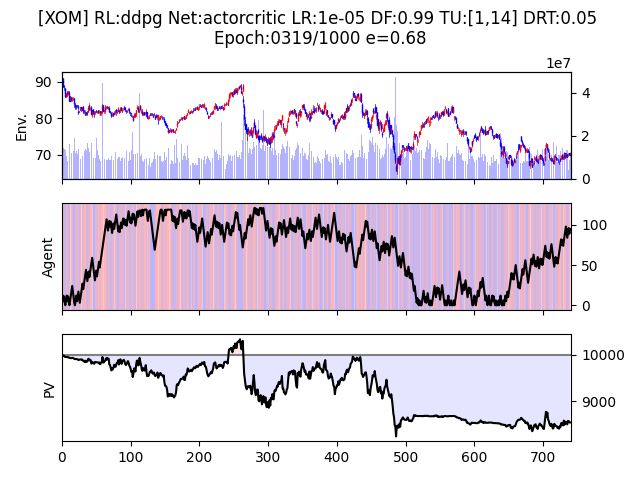 [XOM] RL:ddpg Net:actorcritic LR:1e-05 DF:0.99 TU:[1,14] DRT:0.05
Epoch:0319/1000 e=0.68
1e7
90
80
70
Env.
4
2
0
Agent
100
50
0
PV
10000
9000
0 100 200 300 400 500 600 700